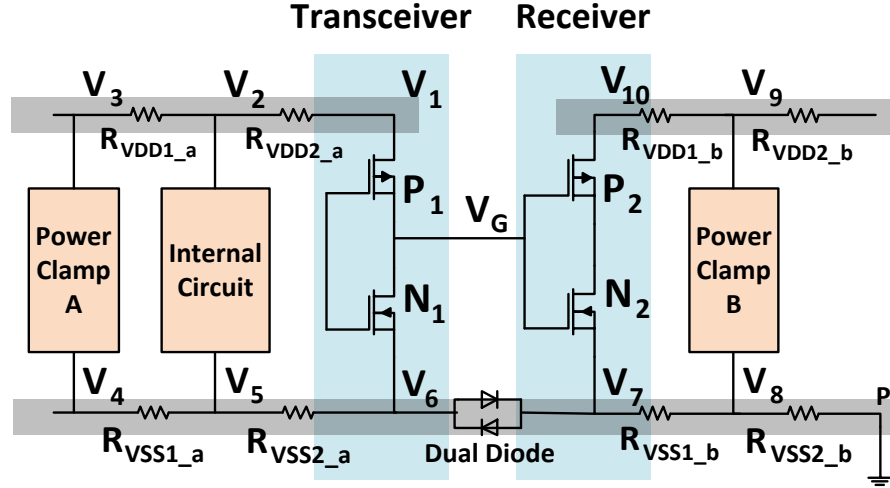 Transceiver Receiver
V3 V2 V1 V10 V9
RVDD1_a RVDD2_a RVDD1_b RVDD2_b
P1 P2
Power Clamp A
Internal Circuit
VG
Power Clamp B
N1 N2
V4 V5 V6 V7 V8 P
RVSS1_a RVSS2_a Dual Diode RVSS1_b RVSS2_b